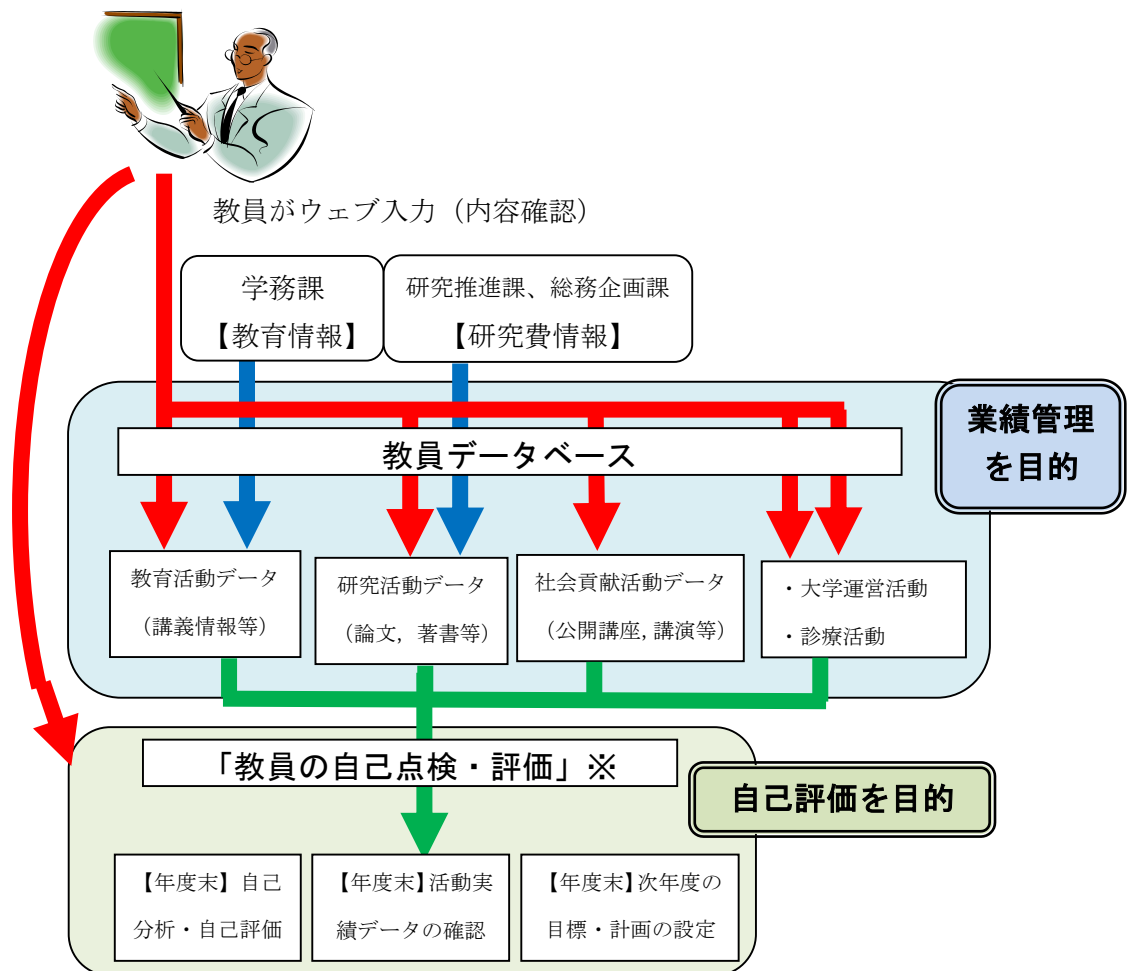 教員がウェブ入力（内容確認）
学務課
【教育情報】
研究推進課、総務企画課
【研究費情報】
業績管理
を目的
教員データベース
教育活動データ
（講義情報等）
研究活動データ
（論文，著書等）
社会貢献活動データ
（公開講座，講演等）
・大学運営活動
・診療活動
「教員の自己点検・評価」※
自己評価を目的
【年度末】自己
分析・自己評価
【年度末】活動実
績データの確認
【年度末】次年度の
目標・計画の設定